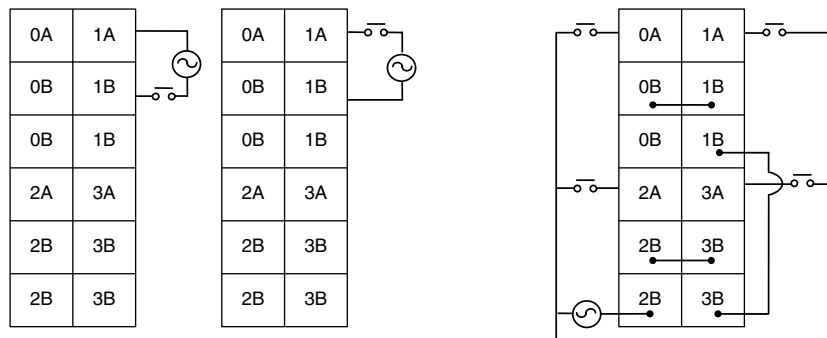 0A 1A 0A 1A 0A 1A
0B 1B 0B 1B 0B 1B
0B 1B 0B 1B 0B 1B
2A 3A 2A 3A 2A 3A
2B 3B 2B 3B 2B 3B
2B 3B 2B 3B 2B 3B